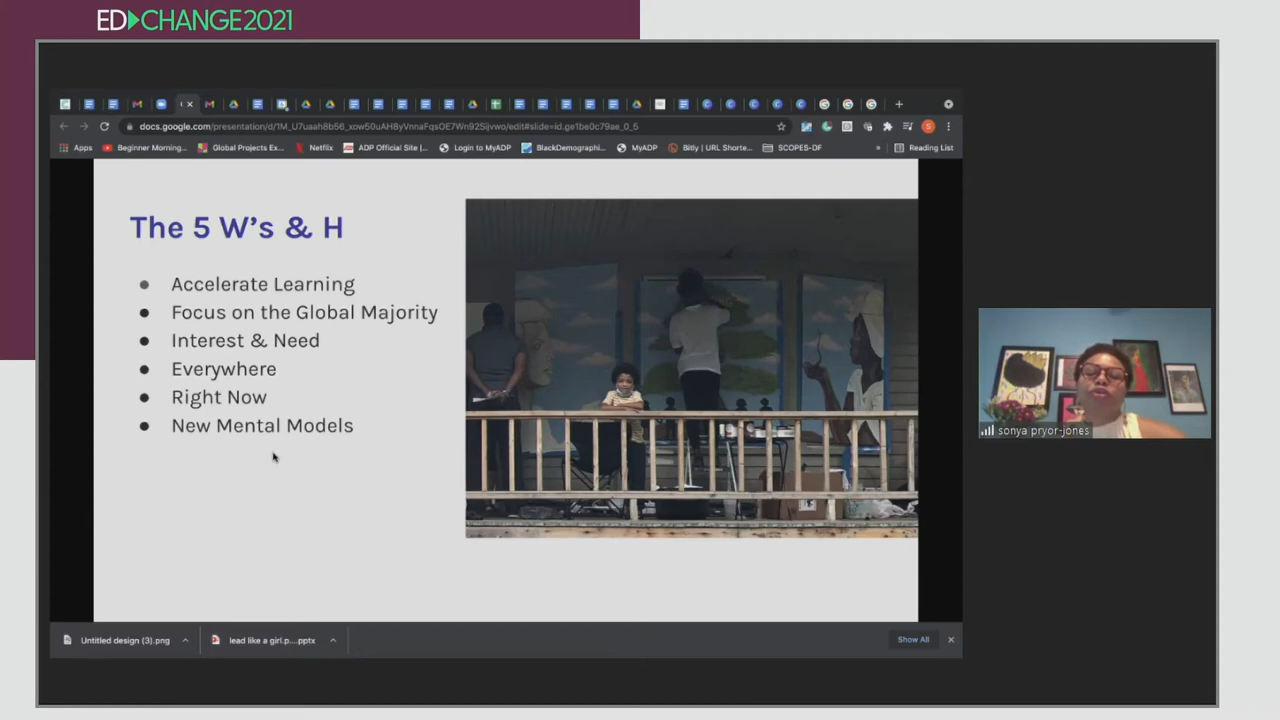 ED▶CHANGE2021
docs.google.com/presentation/d/1M_U7uaah8b56_xow50uAH8yVnnaFqsOE7Wn92Sijvwo/edit#slide=id.ge1be0c79ae_0_5
Apps Beginner Morning... Global Projects Ex... Netflix ADP Official Site |... Login to MyADP BlackDemographi... MyADP Bitly | URL Shorte... SCOPES-DF » Reading List
The 5 W's & H
● Accelerate Learning
● Focus on the Global Majority
● Interest & Need
● Everywhere
● Right Now
● New Mental Models
sonya pryor-jones
Untitled design (3).png lead like a girl.p....pptx Show All